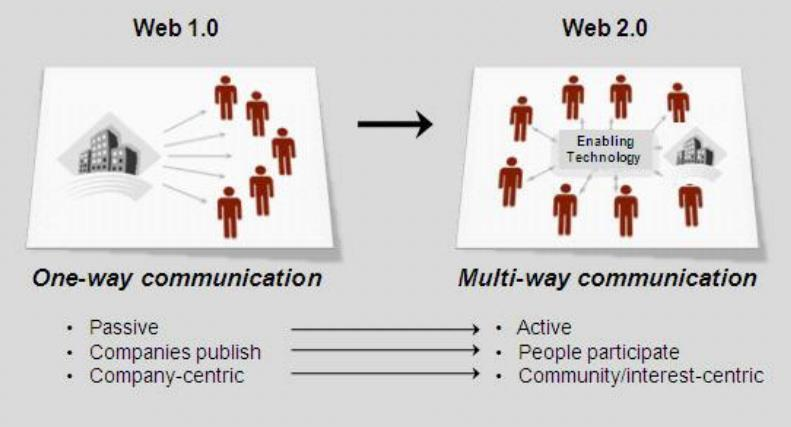 Web 1.0
Web 2.0
Enabling
Technology
One-way communication
Multi-way communication
• Passive
• Active
• Companies publish
• People participate
• Company-centric
• Community/interest-centric